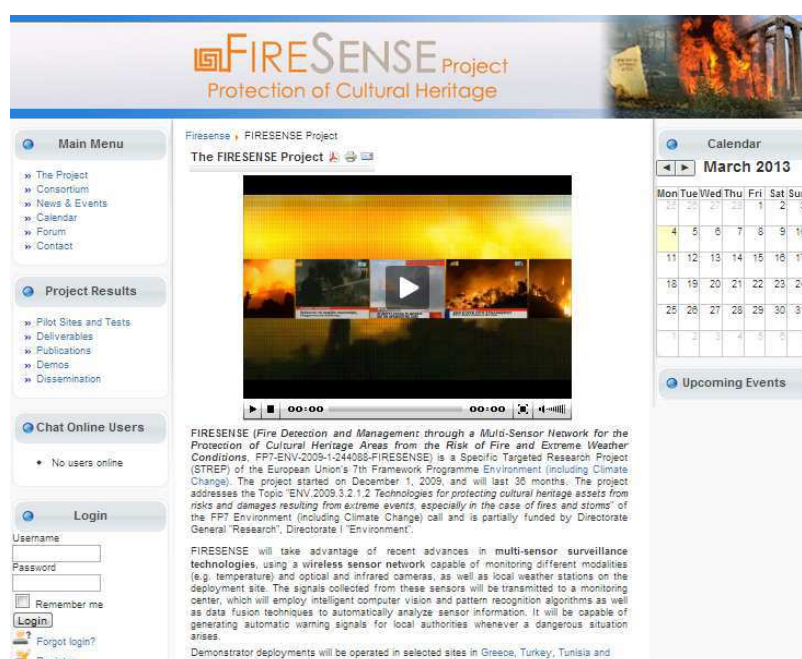 FIRESENSE Project
Protection of Cultural Heritage
Main Menu
» The Project
» Consortium
» News & Events
» Calendar
» Forum
» Contact
Project Results
» Pilot Sites and Tests
» Deliverables
» Publications
» Demos
» Dissemination
Chat Online Users
No users online
Login
Username
Password
Remember me
Login
Forgot login?
Firesense FIRESENSE Project
The FIRESENSE Project
00:00 00:00
FIRESENSE (Fire Detection and Management through a Multi-Sensor Network for the
Protection of Cultural Heritage Areas from the Risk of Fire and Extreme Weather
Conditions, FP7-ENV-2009-1-244088-FIRESENSE) is a Specific Targeted Research Project
(STREP) of the European Union's 7th Framework Programme Environment (including Climate
Change). The project started on December 1, 2009, and will last 36 months. The project
addresses the Topic "ENV.2009.3.2.1.2 Technologies for protecting cultural heritage assets from
risks and damages resulting from extreme events, especially in the case of fires and storms" of
the FP7 Environment (including Climate Change) call and is partially funded by Directorate
General "Research", Directorate I "Environment".
FIRESENSE will take advantage of recent advances in multi-sensor surveillance
technologies, using a wireless sensor network capable of monitoring different modalities
(e.g. temperature) and optical and infrared cameras, as well as local weather stations on the
deployment site. The signals collected from these sensors will be transmitted to a monitoring
center, which will employ intelligent computer vision and pattern recognition algorithms as well
as data fusion techniques to automatically analyze sensor information. It will be capable of
generating automatic warning signals for local authorities whenever a dangerous situation
arises.
Demonstrator deployments will be operated in selected sites in Greece, Turkey, Tunisia and
Calendar
March 2013
Mon Tue Wed Thu Fri Sat Sun
25 26 27 28 1 2
4 5 6 7 8 9 10
11 12 13 14 15 16 17
18 19 20 21 22 23 24
25 26 27 28 29 30 31
1 2 3 4 5 6
Upcoming Events